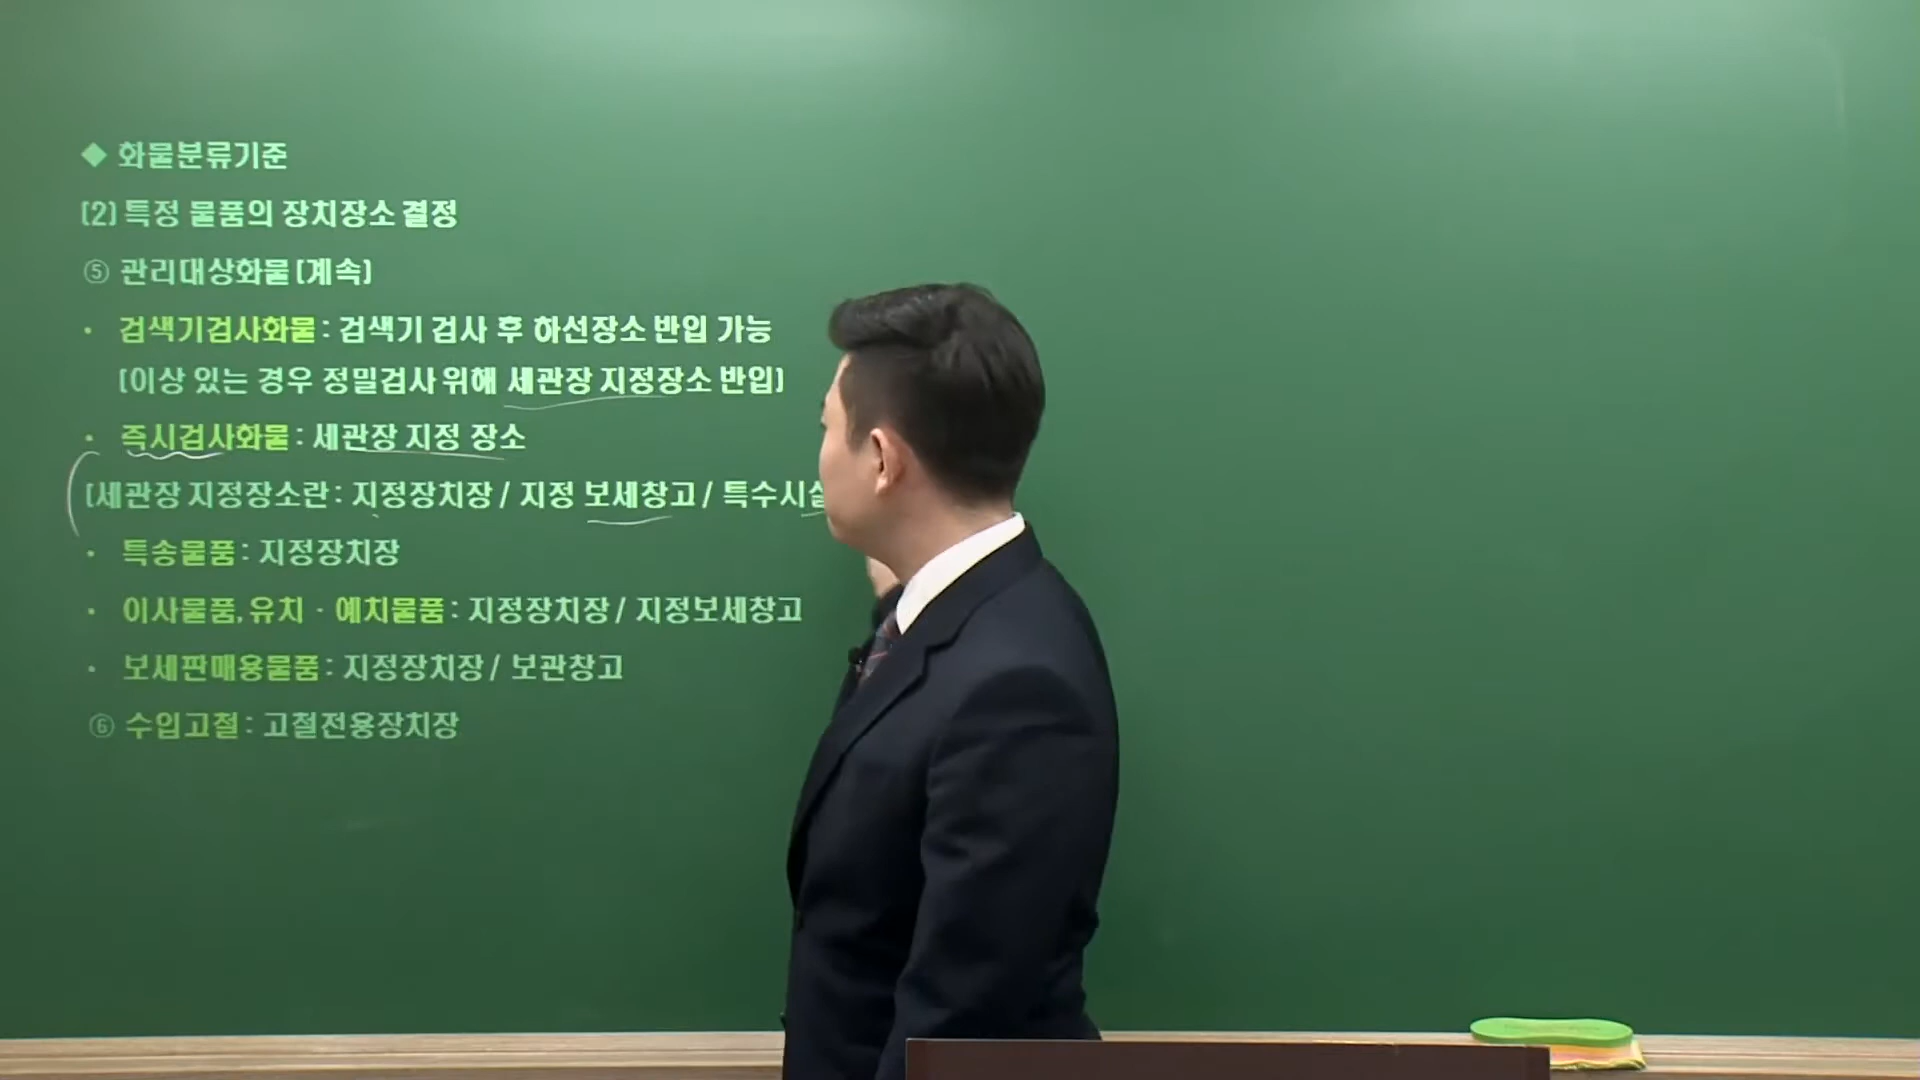 ◆ 화물분류기준
(2) 특정 물품의 장치장소 결정
⑤ 관리대상화물(계속)
• 검색기검사화물 : 검색기 검사 후 하선장소 반입 가능
(이상 있는 경우 정밀검사 위해 세관장 지정장소 반입)
• 즉시검사화물 : 세관장 지정 장소
(세관장 지정장소란 : 지정장치장 / 지정 보세창고 / 특수시설
• 특송물품 : 지정장치장
• 이사물품, 유치 · 예치물품 : 지정장치장 / 지정보세창고
• 보세판매용물품 : 지정장치장 / 보관창고
⑥ 수입고철 : 고철전용장치장